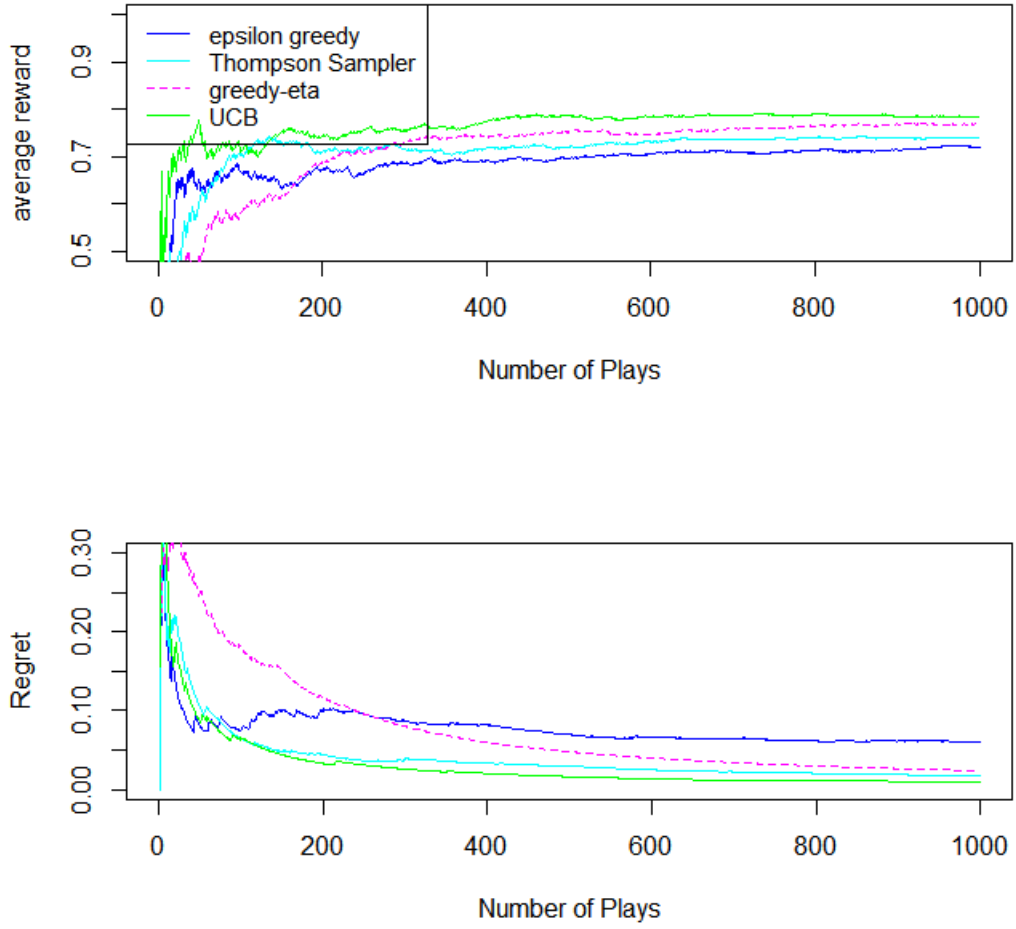 average reward
0.5
0.7
0.9
epsilon greedy
Thompson Sampler
greedy-eta
UCB
0 200 400 600 800 1000
Number of Plays
Regret
0.00
0.10
0.20
0.30
0 200 400 600 800 1000
Number of Plays